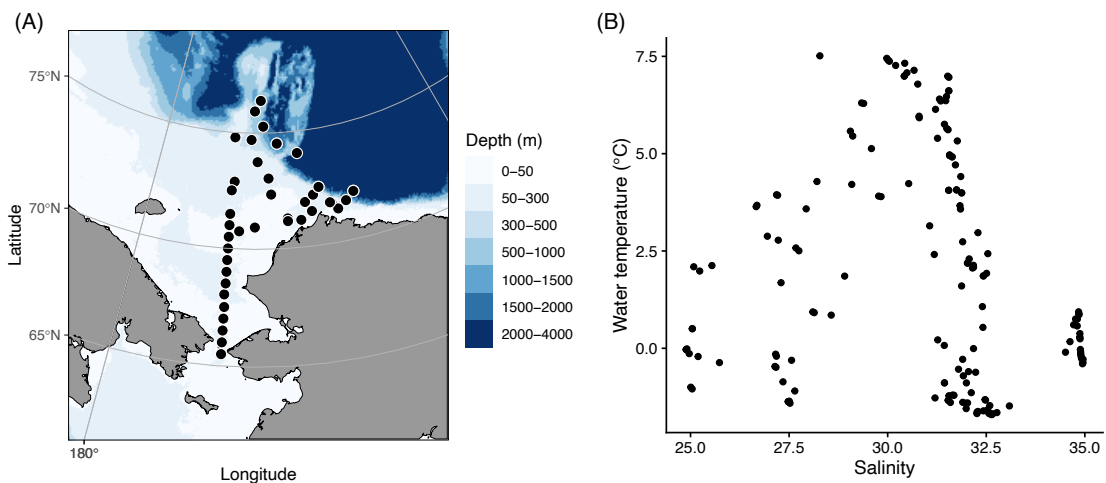 (A)
75°N
70°N
65°N
Latitude
180°
Longitude
Depth (m)
0−50
50−300
300−500
500−1000
1000−1500
1500−2000
2000−4000
(B)
7.5
5.0
2.5
0.0
Water temperature (°C)
25.0 27.5 30.0 32.5 35.0
Salinity